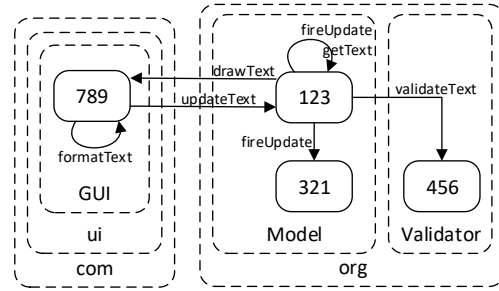 fireUpdate
getText
drawText
789
123
validateText
updateText
fireUpdate
formatText
321
456
GUI
ui
Model
Validator
com
org